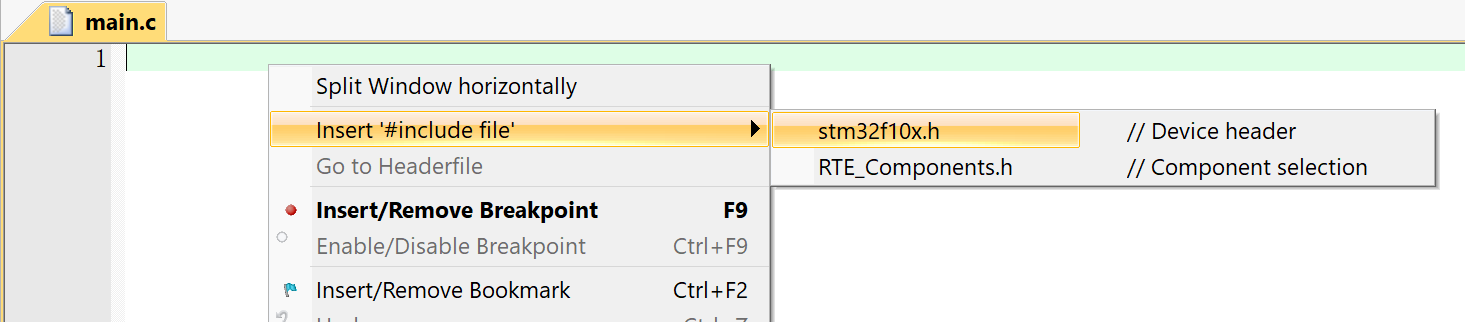 main.c
1
Split Window horizontally
Insert '#include file'
stm32f10x.h // Device header
Go to Headerfile
RTE_Components.h // Component selection
Insert/Remove Breakpoint F9
Enable/Disable Breakpoint Ctrl+F9
Insert/Remove Bookmark Ctrl+F2